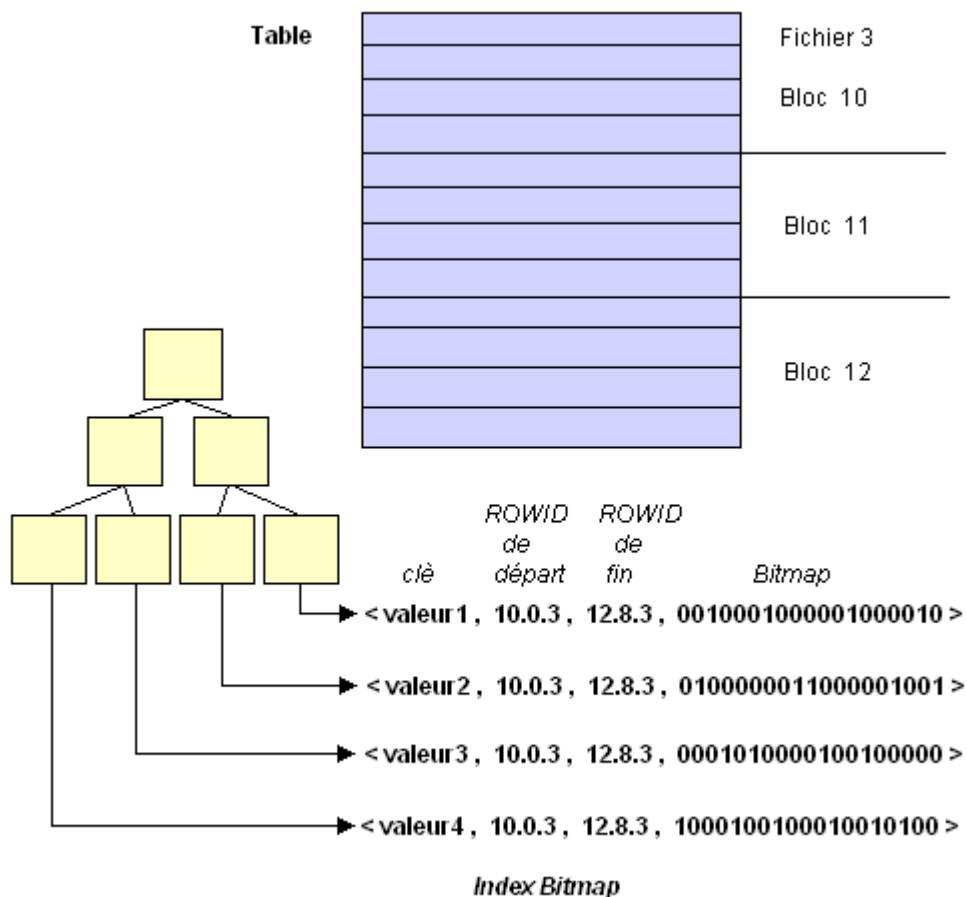 Table
Fichier 3
Bloc 10
Bloc 11
Bloc 12
ROWID ROWID
de de
clè départ fin Bitmap
< valeur1 , 10.0.3 , 12.8.3 , 0010001000001000010 >
< valeur2 , 10.0.3 , 12.8.3 , 0100000011000001001 >
< valeur3 , 10.0.3 , 12.8.3 , 0001010000100100000 >
< valeur4 , 10.0.3 , 12.8.3 , 1000100100010010100 >
Index Bitmap